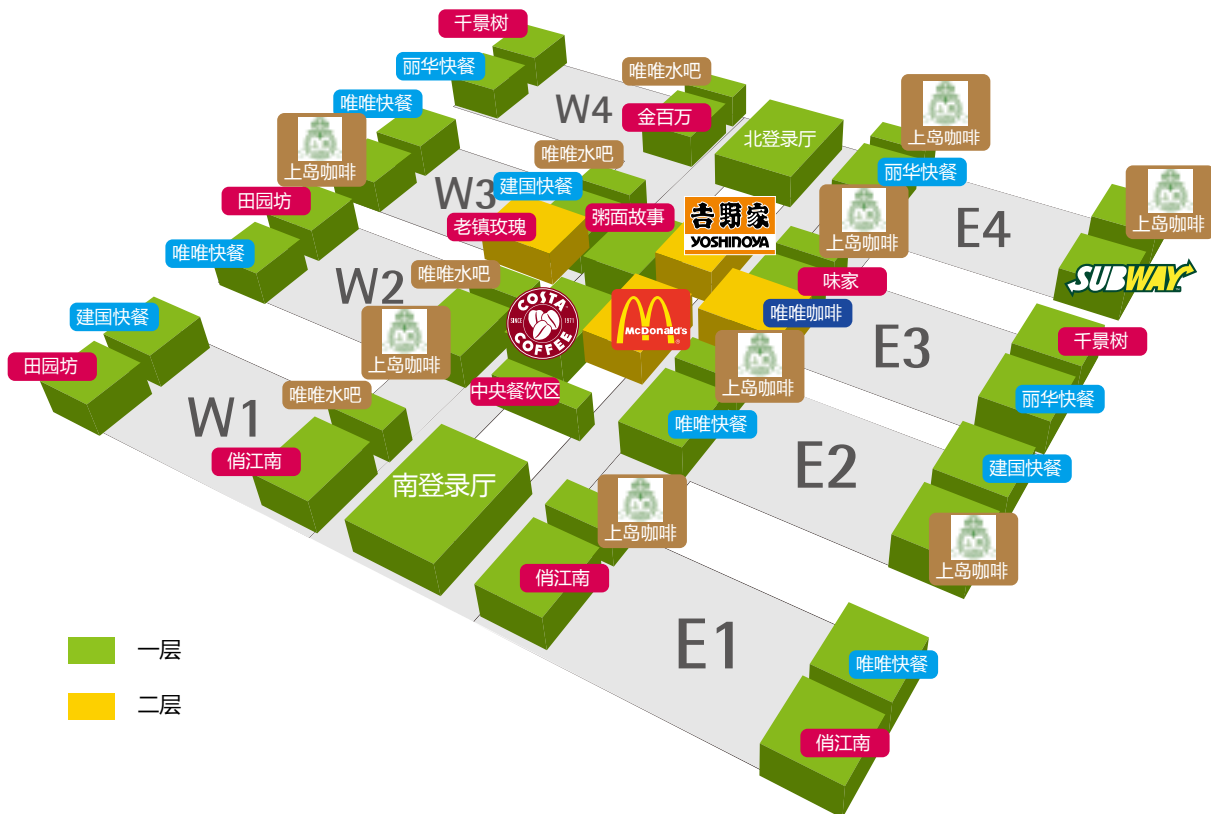 千景树
丽华快餐
唯唯水吧
唯唯快餐
W4
金百万
上岛咖啡
北登录厅
上岛咖啡
唯唯水吧
丽华快餐
W3
建国快餐
上岛咖啡
田园坊
老镇玫瑰
粥面故事
吉野家
YOSHINOYA
上岛咖啡
E4
唯唯快餐
W2
唯唯水吧
味家
SUBWAY
COSTA
SINCE 1971
COFFEE
McDonald's
唯唯咖啡
建国快餐
上岛咖啡
E3
千景树
田园坊
上岛咖啡
中央餐饮区
丽华快餐
唯唯水吧
W1
唯唯快餐
俏江南
E2
建国快餐
南登录厅
上岛咖啡
上岛咖啡
俏江南
E1
一层
唯唯快餐
二层
俏江南